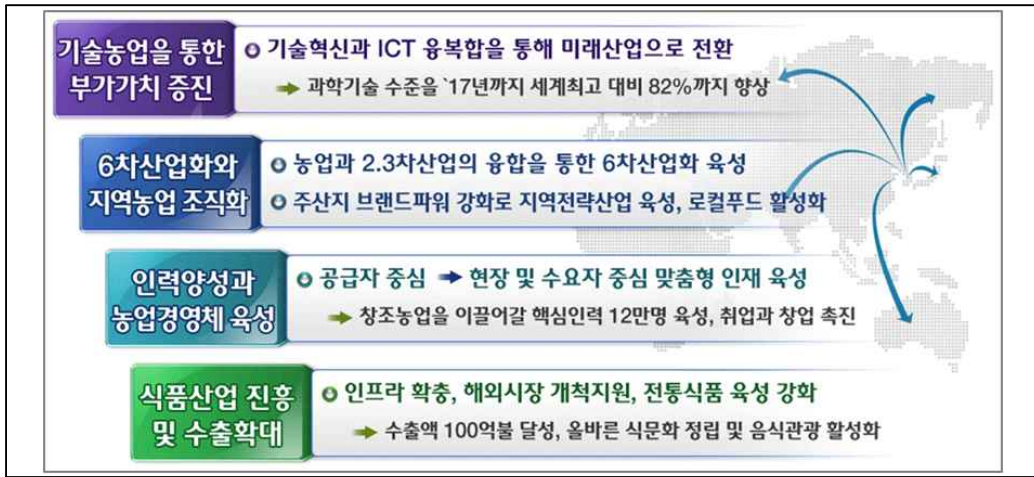 기술농업을 통한
부가가치 증진
기술혁신과 ICT 융복합을 통해 미래산업으로 전환
과학기술 수준을 `17년까지 세계최고 대비 82%까지 향상
6차산업화와
지역농업 조직화
농업과 2.3차산업의 융합을 통한 6차산업화 육성
주산지 브랜드파워 강화로 지역전략산업 육성, 로컬푸드 활성화
인력양성과
농업경영체 육성
공급자 중심 ➡ 현장 및 수요자 중심 맞춤형 인재 육성
창조농업을 이끌어갈 핵심인력 12만명 육성, 취업과 창업 촉진
식품산업 진흥
및 수출확대
인프라 확충, 해외시장 개척지원, 전통식품 육성 강화
수출액 100억불 달성, 올바른 식문화 정립 및 음식관광 활성화